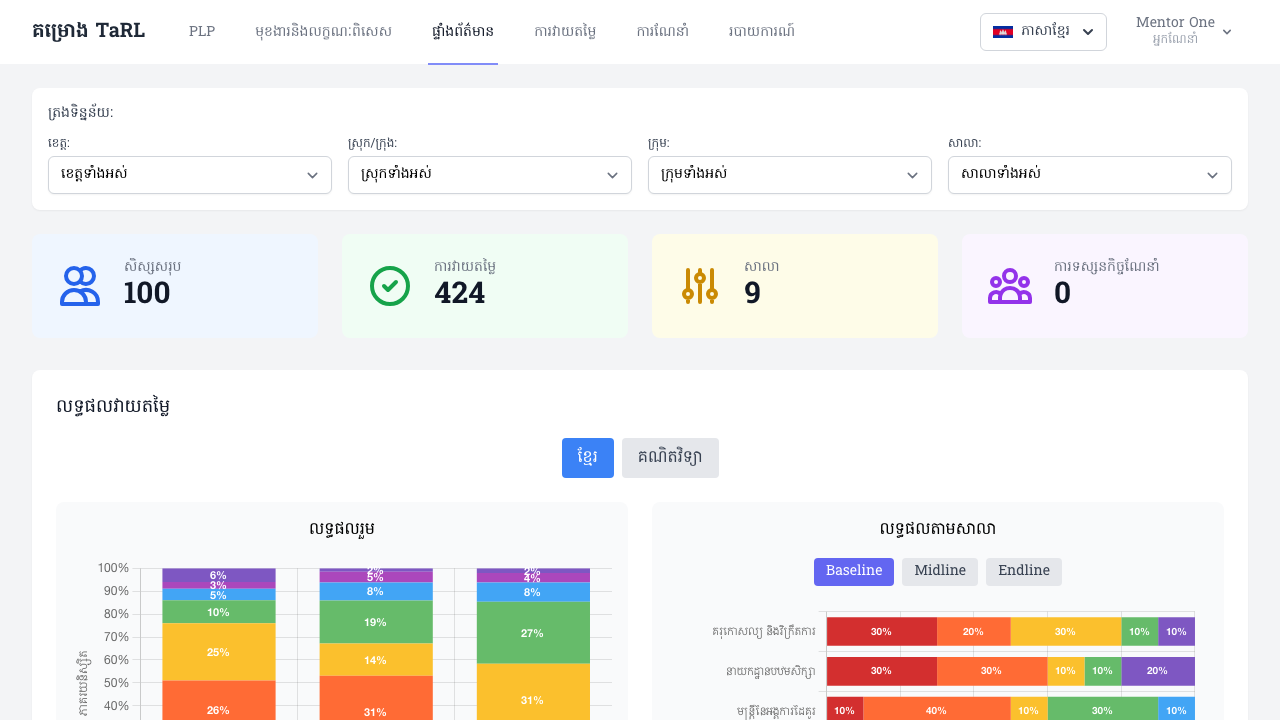 គម្រោង TaRL
PLP
មុខងារនិងលក្ខណៈពិសេស
ផ្ទាំងព័ត៌មាន
ការវាយតម្លៃ
ការណែនាំ
របាយការណ៍
ភាសាខ្មែរ
Mentor One
អ្នកណែនាំ
ត្រងទិន្នន័យ:
ខេត្ត:
ស្រុក/ក្រុង:
ក្រុម:
សាលា:
ខេត្តទាំងអស់
ស្រុកទាំងអស់
ក្រុមទាំងអស់
សាលាទាំងអស់
សិស្សសរុប
100
ការវាយតម្លៃ
424
សាលា
9
ការទស្សនកិច្ចណែនាំ
0
លទ្ធផលវាយតម្លៃ
ខ្មែរ
គណិតវិទ្យា
លទ្ធផលរួម
100%
90%
80%
70%
60%
50%
40%
ភាគរយនិស្សិត
6%
3%
5%
10%
25%
26%
2%
5%
8%
19%
14%
31%
2%
4%
8%
27%
31%
លទ្ធផលតាមសាលា
Baseline
Midline
Endline
គរុកោសល្យ និងវិក្រឹតការ
30% 20% 30% 10% 10%
នាយកដ្ឋានបឋមសិក្សា
30% 30% 10% 10% 20%
មន្ត្រីនៃអង្គការដៃគូរ
10% 40% 10% 30% 10%